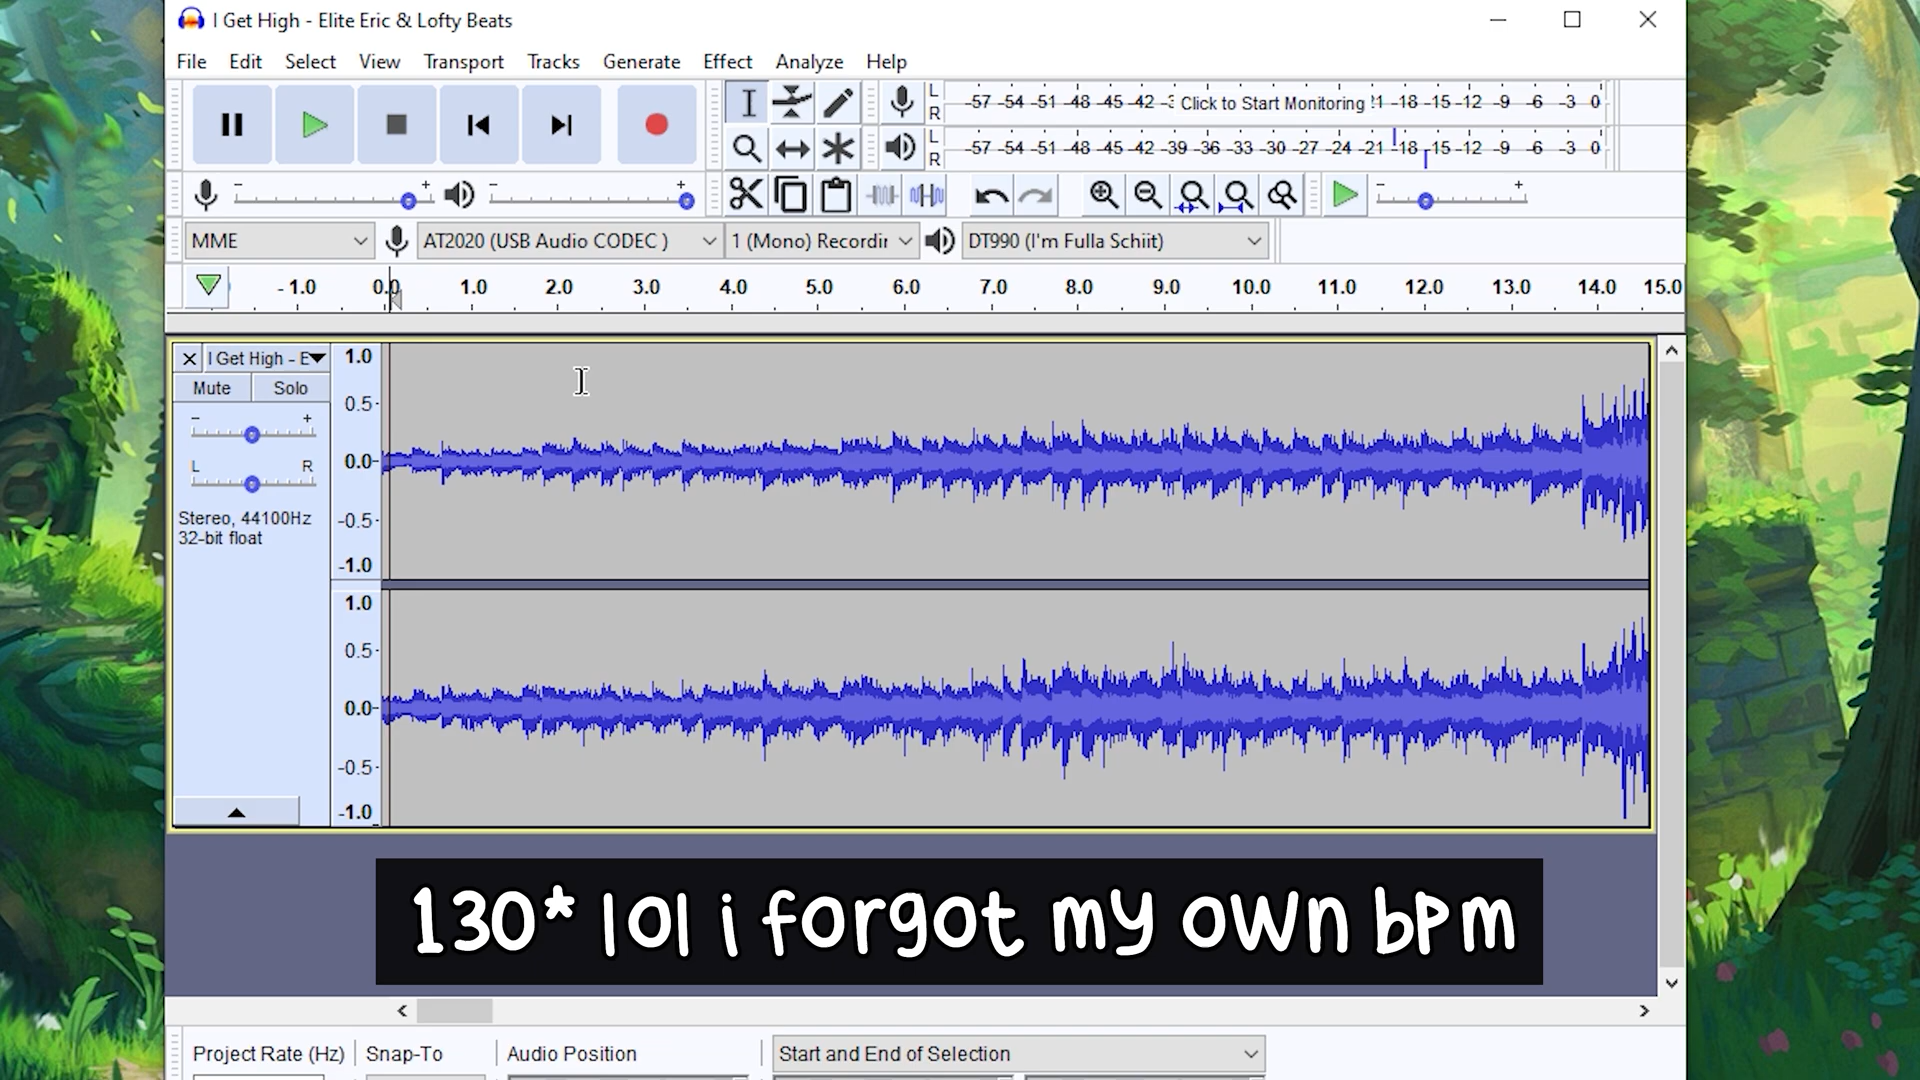 I Get High - Elite Eric & Lofty Beats
File Edit Select View Transport Tracks Generate Effect Analyze Help
L
R
-57 -54 -51 -48 -45 -42 Click to Start Monitoring -18 -15 -12 -9 -6 -3 0
L
R
-57 -54 -51 -48 -45 -42 -39 -36 -33 -30 -27 -24 -21 -18 -15 -12 -9 -6 -3 0
- + - + - +
MME AT2020 (USB Audio CODEC ) 1 (Mono) Recordir DT990 (I'm Fulla Schiit)
-1.0 0.0 1.0 2.0 3.0 4.0 5.0 6.0 7.0 8.0 9.0 10.0 11.0 12.0 13.0 14.0 15.0
I Get High - E
Mute Solo
- +
L R
Stereo, 44100Hz
32-bit float
1.0
0.5
0.0
-0.5
-1.0
1.0
0.5
0.0
-0.5
-1.0
130* lol i forgot my own bpm
Project Rate (Hz) Snap-To Audio Position Start and End of Selection